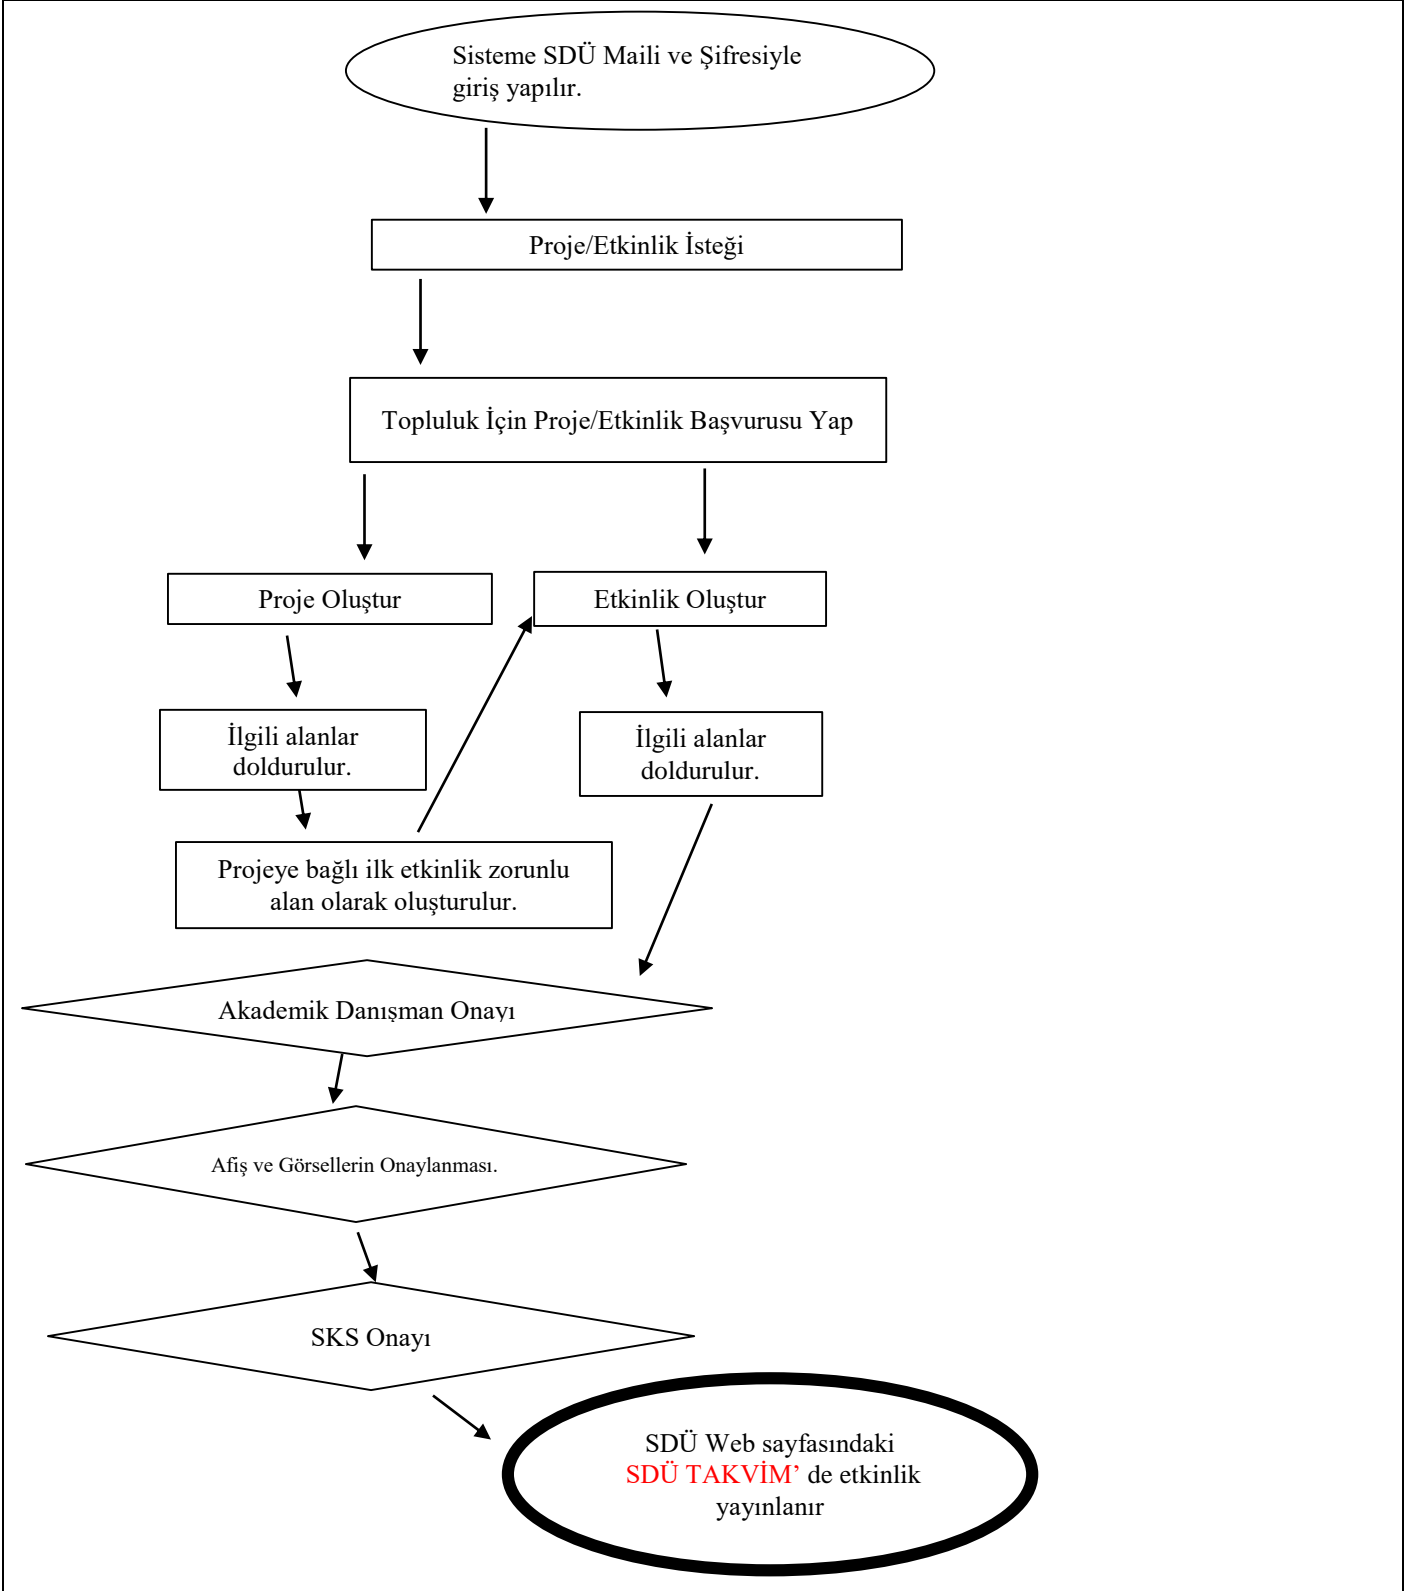 Sisteme SDÜ Maili ve Şifresiyle
giriş yapılır.
Proje/Etkinlik İsteği
Topluluk İçin Proje/Etkinlik Başvurusu Yap
Proje Oluştur
Etkinlik Oluştur
İlgili alanlar
doldurulur.
İlgili alanlar
doldurulur.
Projeye bağlı ilk etkinlik zorunlu
alan olarak oluşturulur.
Akademik Danışman Onayı
Afiş ve Görsellerin Onaylanması.
SKS Onayı
SDÜ Web sayfasındaki
SDÜ TAKVİM’ de etkinlik
yayınlanır